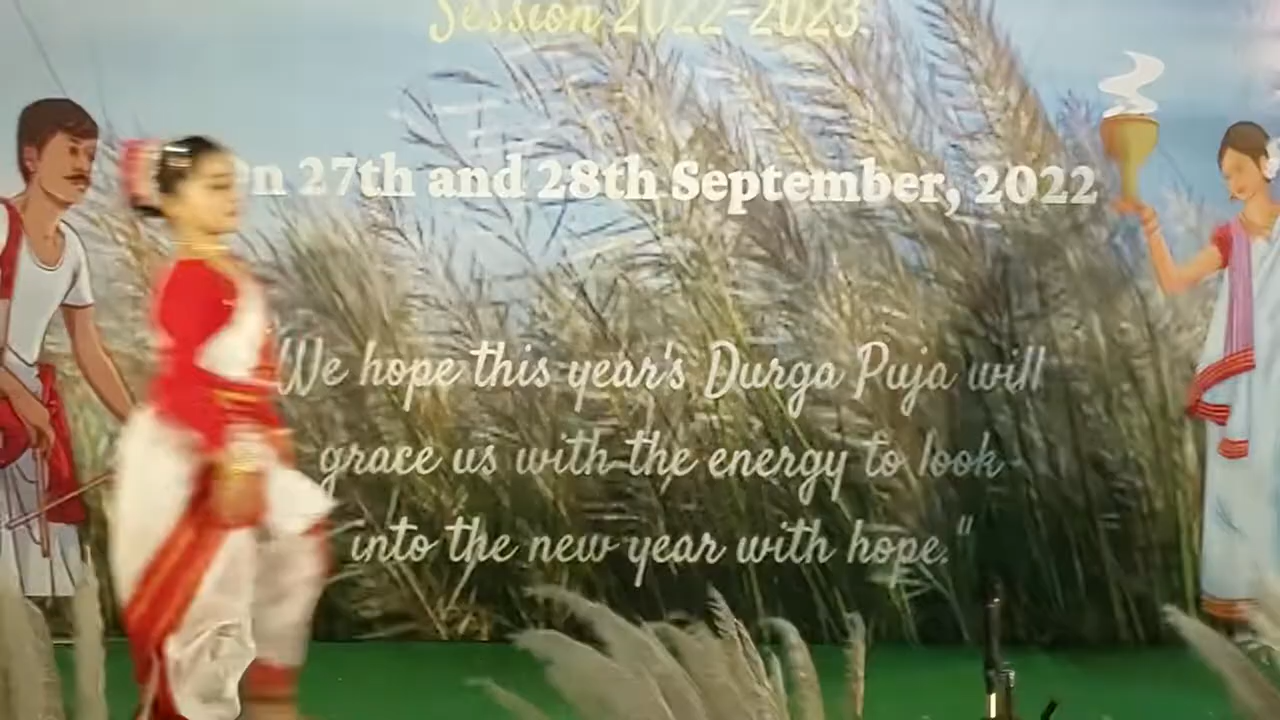 Session 2022-2023.
on 27th and 28th September, 2022
"We hope this year's Durga Puja will
grace us with the energy to look
into the new year with hope."